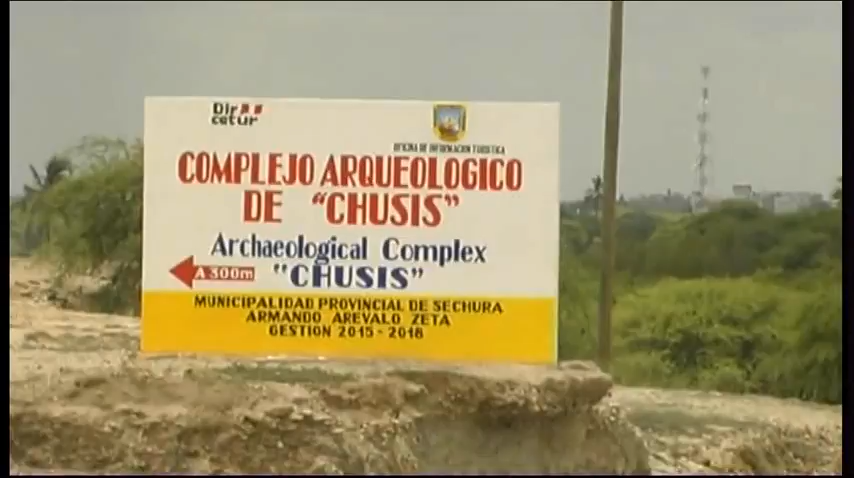 Dircetur
OFICINA DE INFORMACION TURISTICA
COMPLEJO ARQUEOLOGICO
DE "CHUSIS"
Archaeological Complex
"CHUSIS"
A 300m
MUNICIPALIDAD PROVINCIAL DE SECHURA
ARMANDO AREVALO ZETA
GESTION 2015 - 2018